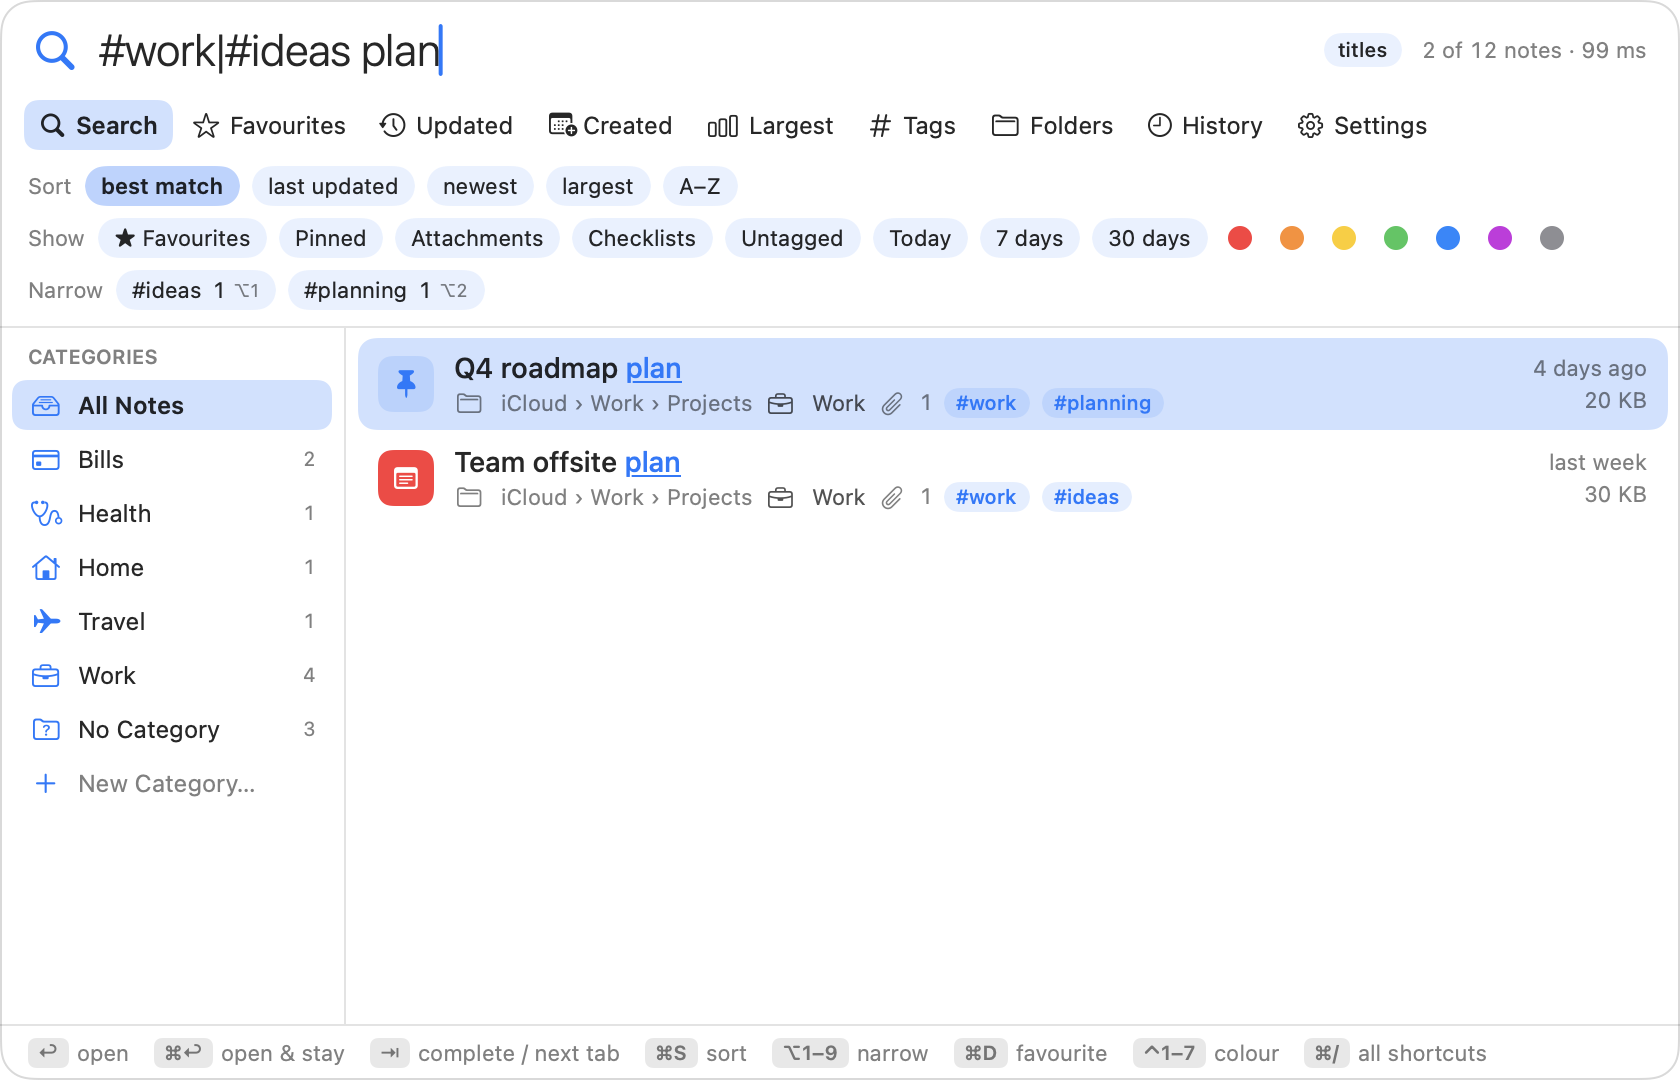 #work|#ideas plan
titles 2 of 12 notes · 99 ms
Search Favourites Updated Created Largest # Tags Folders History Settings
Sort best match last updated newest largest A–Z
Show ★ Favourites Pinned Attachments Checklists Untagged Today 7 days 30 days
Narrow #ideas 1 ⌥1 #planning 1 ⌥2
CATEGORIES
All Notes
Bills 2
Health 1
Home 1
Travel 1
Work 4
? No Category 3
+ New Category...
Q4 roadmap plan 4 days ago
iCloud › Work › Projects Work 1 #work #planning 20 KB
Team offsite plan last week
iCloud › Work › Projects Work 1 #work #ideas 30 KB
↩ open ⌘↩ open & stay ⇥ complete / next tab ⌘S sort ⌥1–9 narrow ⌘D favourite ^1–7 colour ⌘/ all shortcuts